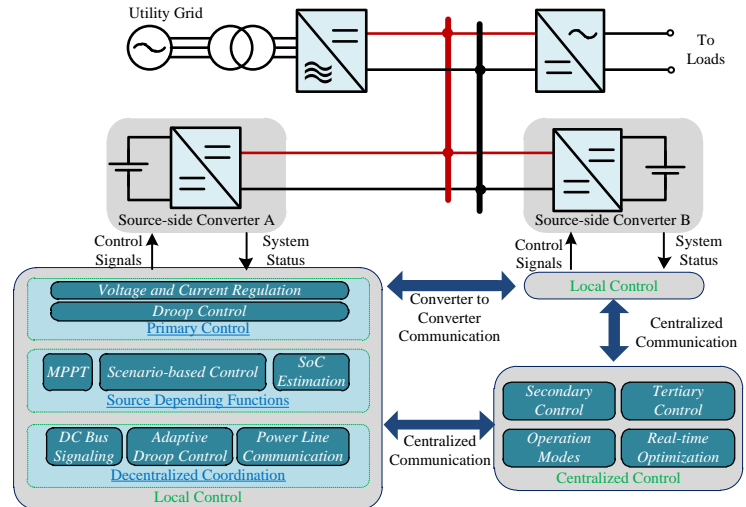 Utility Grid
To
Loads
Source-side Converter A
Source-side Converter B
Control
Signals
System
Status
Control
Signals
System
Status
Voltage and Current Regulation
Droop Control
Primary Control
MPPT
Scenario-based Control
SoC
Estimation
Source Depending Functions
DC Bus
Signaling
Adaptive
Droop Control
Power Line
Communication
Decentralized Coordination
Local Control
Converter to
Converter
Communication
Local Control
Centralized
Communication
Centralized
Communication
Secondary
Control
Tertiary
Control
Operation
Modes
Real-time
Optimization
Centralized Control